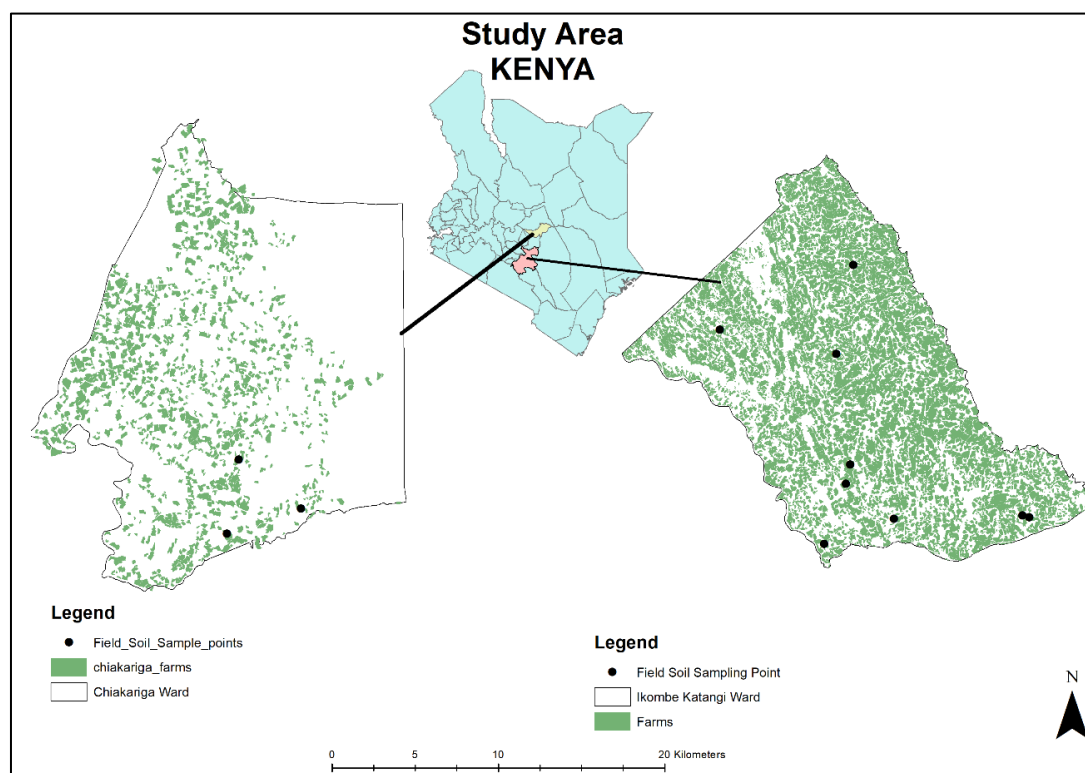 Study Area
KENYA
Legend
Field_Soil_Sample_points
chiakariga_farms
Chiakariga Ward
Legend
Field Soil Sampling Point
Ikombe Katangi Ward
Farms
N
0 5 10 20 Kilometers